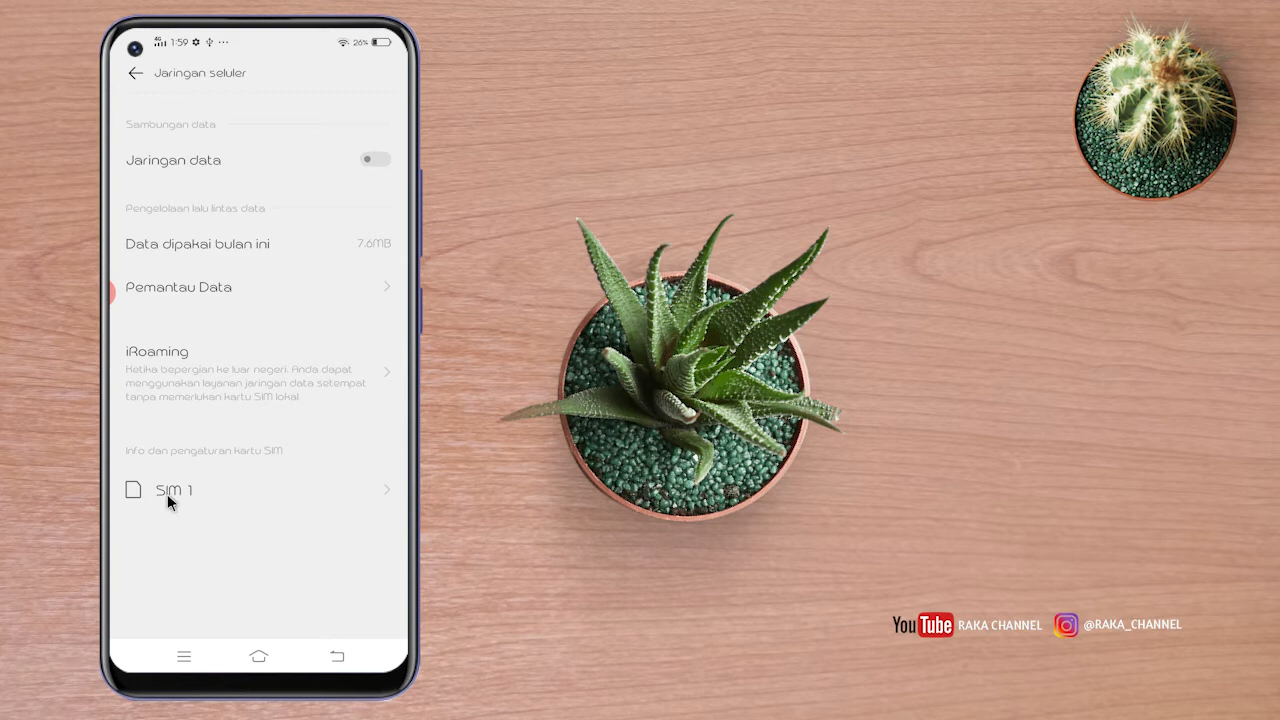 4G 1:59 26%
Jaringan seluler
Sambungan data
Jaringan data
Pengelolaan lalu lintas data
Data dipakai bulan ini 7.6MB
Pemantau Data
iRoaming
Ketika bepergian ke luar negeri. Anda dapat
menggunakan layanan jaringan data setempat
tanpa memerlukan kartu SIM lokal
Info dan pengaturan kartu SIM
SIM 1
YouTube RAKA CHANNEL @RAKA_CHANNEL